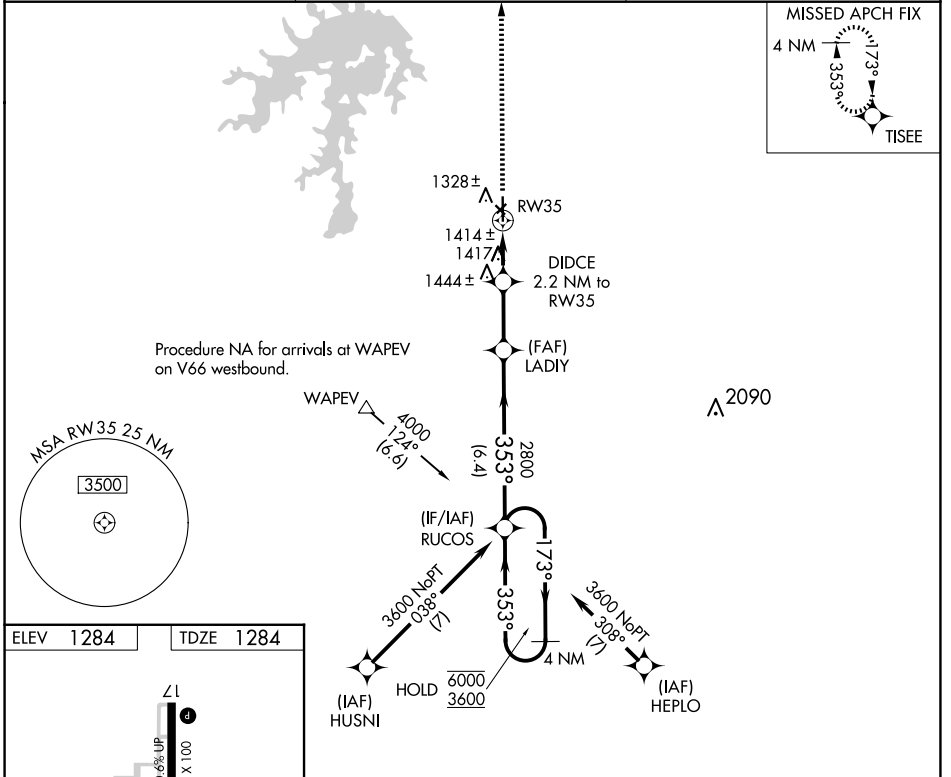 MISSED APCH FIX
4 NM
353°
173°
TISEE
1328±
RW35
1414±
1417
1444±
DIDCE
2.2 NM to
RW35
(FAF)
LADIY
Procedure NA for arrivals at WAPEV
on V66 westbound.
WAPEV
4000
124°
(6.6)
2090
2800
353°
(6.4)
MSA RW35 25 NM
3500
(IF/IAF)
RUCOS
173°
353°
3600 NoPT
038°
(7)
3600 NoPT
308°
(7)
4 NM
HOLD
6000
3600
(IAF)
HUSNI
(IAF)
HEPLO
ELEV 1284
TDZE 1284
17
P
0.6% UP
X 100